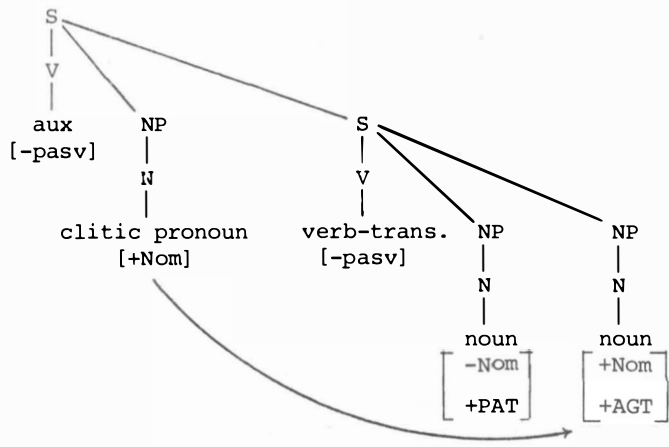 S
V
aux NP S
[-pasv]
N V
clitic pronoun verb-trans. NP NP
[+Nom] [-pasv]
N N
noun noun
[-Nom] [+Nom]
[+PAT] [+AGT]